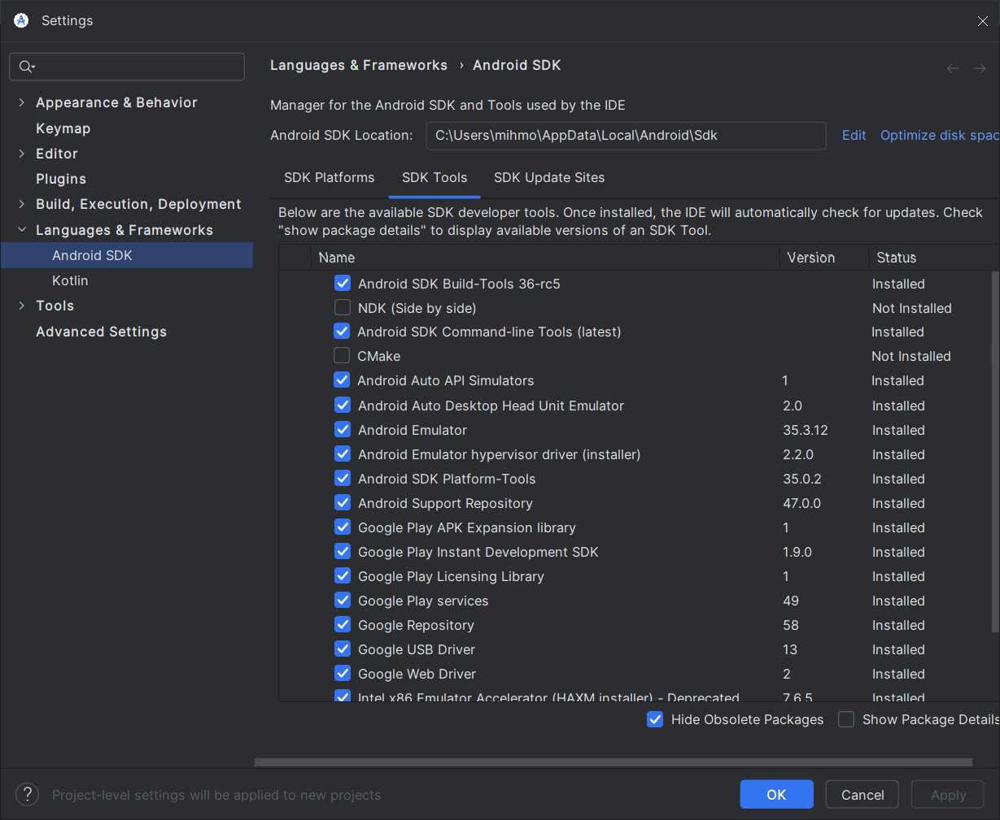 Settings
Appearance & Behavior
Keymap
Editor
Plugins
Build, Execution, Deployment
Languages & Frameworks
Android SDK
Kotlin
Tools
Advanced Settings
Languages & Frameworks › Android SDK
Manager for the Android SDK and Tools used by the IDE
Android SDK Location: C:\Users\mihmo\AppData\Local\Android\Sdk Edit Optimize disk spac
SDK Platforms SDK Tools SDK Update Sites
Below are the available SDK developer tools. Once installed, the IDE will automatically check for updates. Check
"show package details" to display available versions of an SDK Tool.
Name Version Status
Android SDK Build-Tools 36-rc5 Installed
NDK (Side by side) Not Installed
Android SDK Command-line Tools (latest) Installed
CMake Not Installed
Android Auto API Simulators 1 Installed
Android Auto Desktop Head Unit Emulator 2.0 Installed
Android Emulator 35.3.12 Installed
Android Emulator hypervisor driver (installer) 2.2.0 Installed
Android SDK Platform-Tools 35.0.2 Installed
Android Support Repository 47.0.0 Installed
Google Play APK Expansion library 1 Installed
Google Play Instant Development SDK 1.9.0 Installed
Google Play Licensing Library 1 Installed
Google Play services 49 Installed
Google Repository 58 Installed
Google USB Driver 13 Installed
Google Web Driver 2 Installed
Intel x86 Emulator Accelerator (HAXM installer) - Deprecated 7.6.5 Installed
Hide Obsolete Packages Show Package Details
? Project-level settings will be applied to new projects
OK Cancel Apply